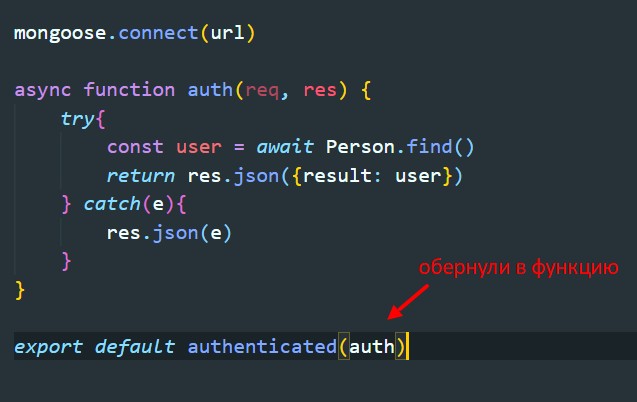 mongoose.connect(url)
async function auth(req, res) {
try{
const user = await Person.find()
return res.json({result: user})
} catch(e){
res.json(e)
}
обернули в функцию
}
export default authenticated(auth)